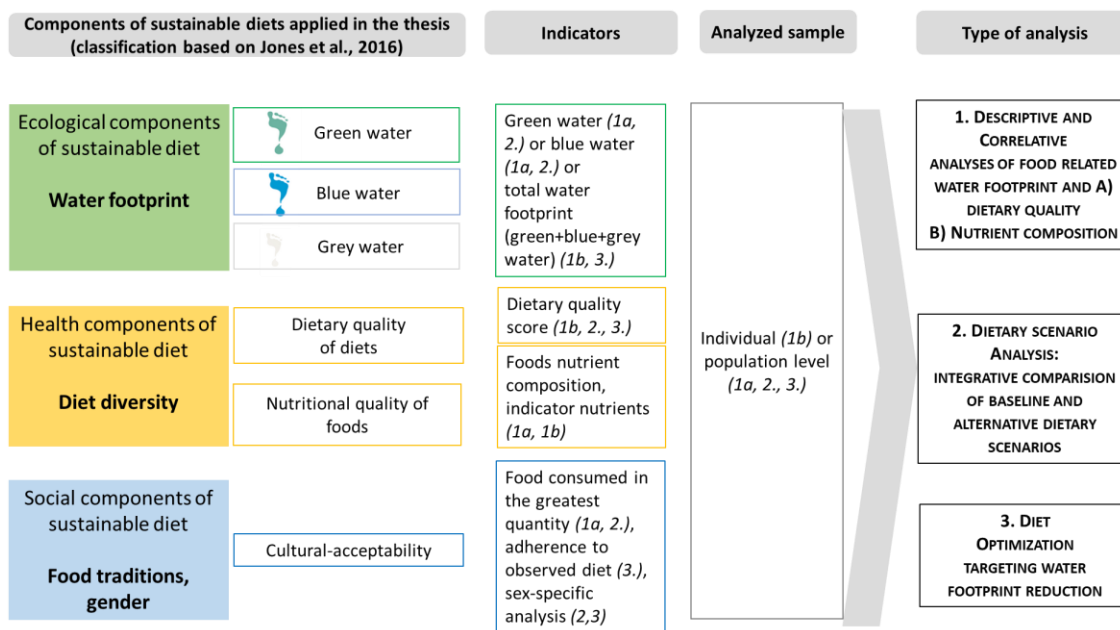 Components of sustainable diets applied in the thesis
(classification based on Jones et al., 2016)
Indicators
Analyzed sample
Type of analysis
Ecological components
of sustainable diet
Water footprint
Green water
Blue water
Grey water
Green water (1a,
2.) or blue water
(1a, 2.) or
total water
footprint
(green+blue+grey
water) (1b, 3.)
Health components of
sustainable diet
Diet diversity
Dietary quality
of diets
Nutritional quality of
foods
Dietary quality
score (1b, 2., 3.)
Foods nutrient
composition,
indicator nutrients
(1a, 1b)
Social components of
sustainable diet
Food traditions,
gender
Cultural-acceptability
Food consumed in
the greatest
quantity (1a, 2.),
adherence to
observed diet (3.),
sex-specific
analysis (2,3)
Individual (1b) or
population level
(1a, 2., 3.)
1. DESCRIPTIVE AND
CORRELATIVE
ANALYSES OF FOOD RELATED
WATER FOOTPRINT AND A)
DIETARY QUALITY
B) NUTRIENT COMPOSITION
2. DIETARY SCENARIO
ANALYSIS:
INTEGRATIVE COMPARISION
OF BASELINE AND
ALTERNATIVE DIETARY
SCENARIOS
3. DIET
OPTIMIZATION
TARGETING WATER
FOOTPRINT REDUCTION